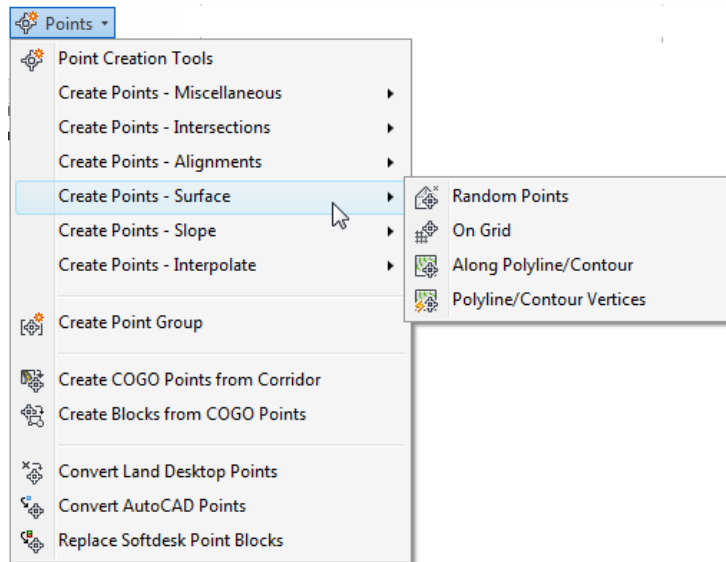 Points
Point Creation Tools
Create Points - Miscellaneous
Create Points - Intersections
Create Points - Alignments
Create Points - Surface
Create Points - Slope
Create Points - Interpolate
Create Point Group
Create COGO Points from Corridor
Create Blocks from COGO Points
Convert Land Desktop Points
Convert AutoCAD Points
Replace Softdesk Point Blocks
Random Points
On Grid
Along Polyline/Contour
Polyline/Contour Vertices